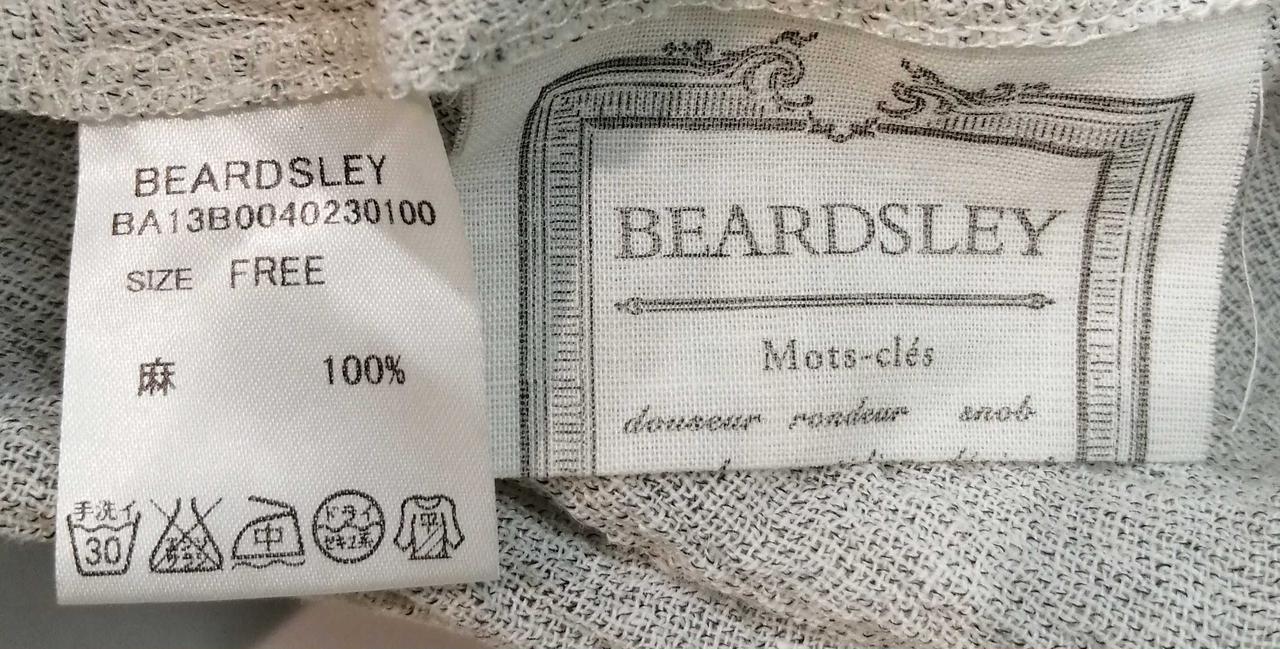 BEARDSLEY
BA13B0040230100
SIZE FREE
麻 100%
手洗イ
30
中
ドライ
セキユ系
平
BEARDSLEY
Mots-clés
douseur rondeur snob